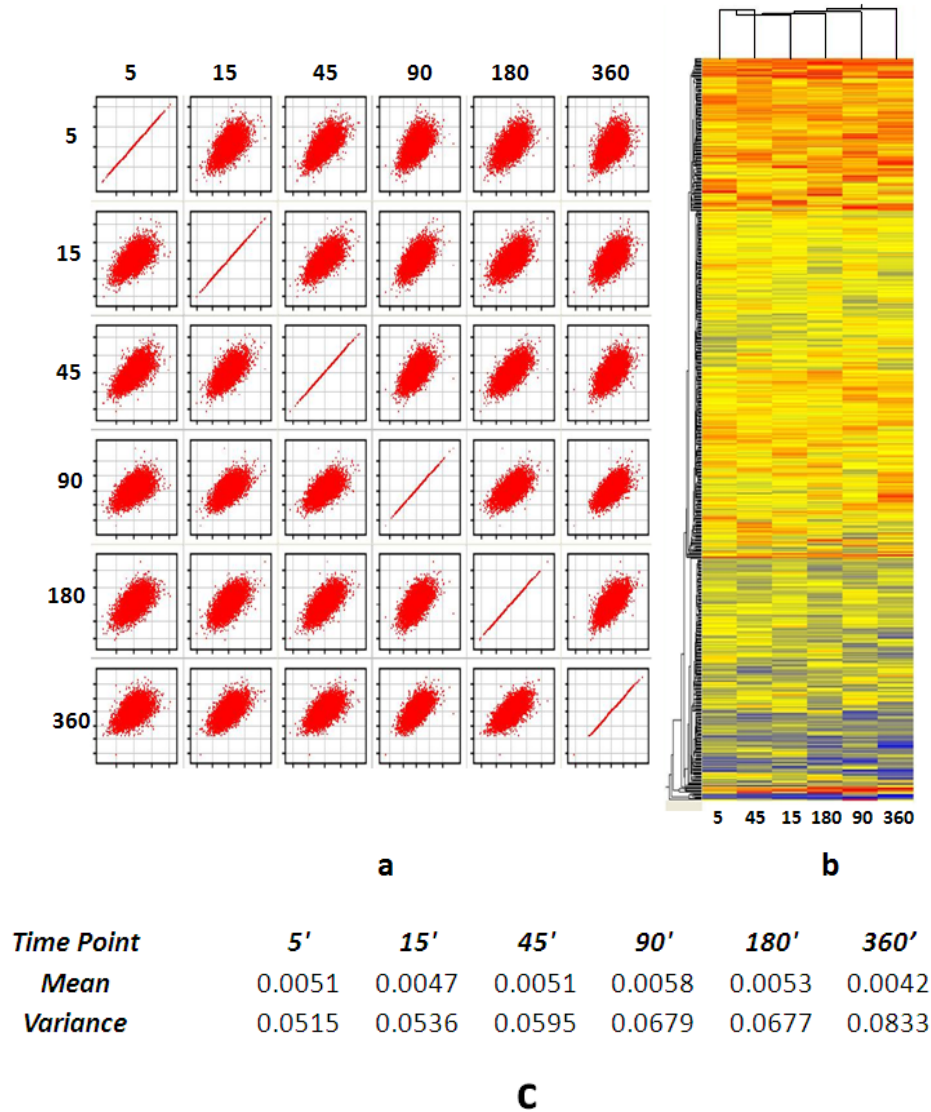 5 15 45 90 180 360
5
15
45
90
180
360
5 45 15 180 90 360
a
b
Time Point 5' 15' 45' 90' 180' 360’
Mean 0.0051 0.0047 0.0051 0.0058 0.0053 0.0042
Variance 0.0515 0.0536 0.0595 0.0679 0.0677 0.0833
c